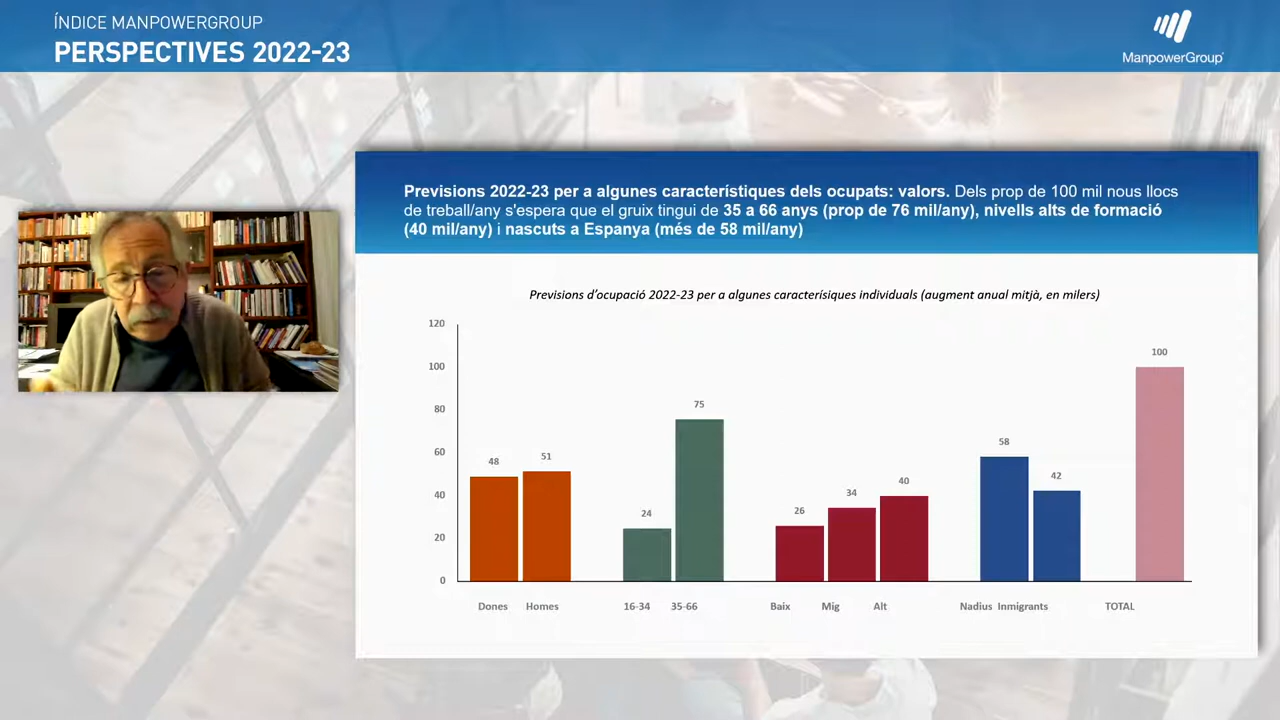 ÍNDICE MANPOWERGROUP
PERSPECTIVES 2022-23
ManpowerGroup
Previsions 2022-23 per a algunes característiques dels ocupats: valors. Dels prop de 100 mil nous llocs
de treball/any s'espera que el gruix tingui de 35 a 66 anys (prop de 76 mil/any), nivells alts de formació
(40 mil/any) i nascuts a Espanya (més de 58 mil/any)
Previsions d'ocupació 2022-23 per a algunes caracterísiques individuals (augment anual mitjà, en milers)
120
100
80
60
40
20
0
48
51
24
75
26
34
40
58
42
100
Dones Homes 16-34 35-66 Baix Mig Alt Nadius Inmigrants TOTAL